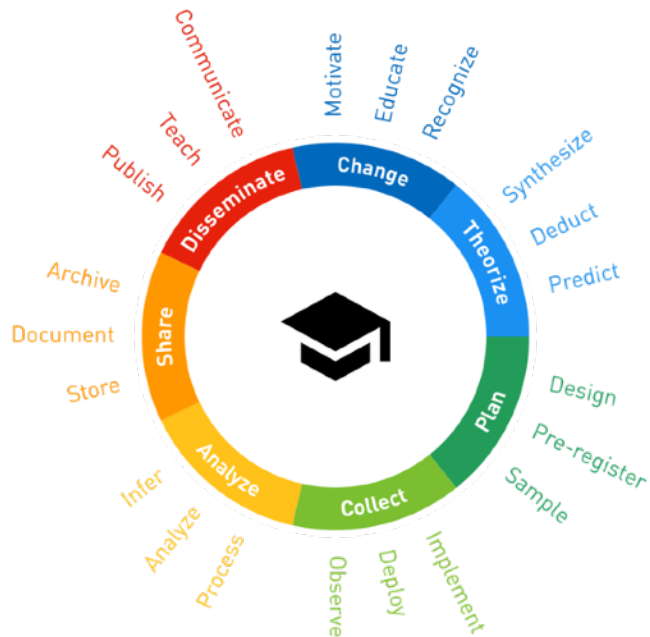 Change
Motivate
Educate
Recognize
Theorize
Synthesize
Deduct
Predict
Plan
Design
Pre-register
Sample
Collect
Implement
Deploy
Observe
Analyze
Process
Analyze
Infer
Share
Store
Document
Archive
Disseminate
Publish
Teach
Communicate